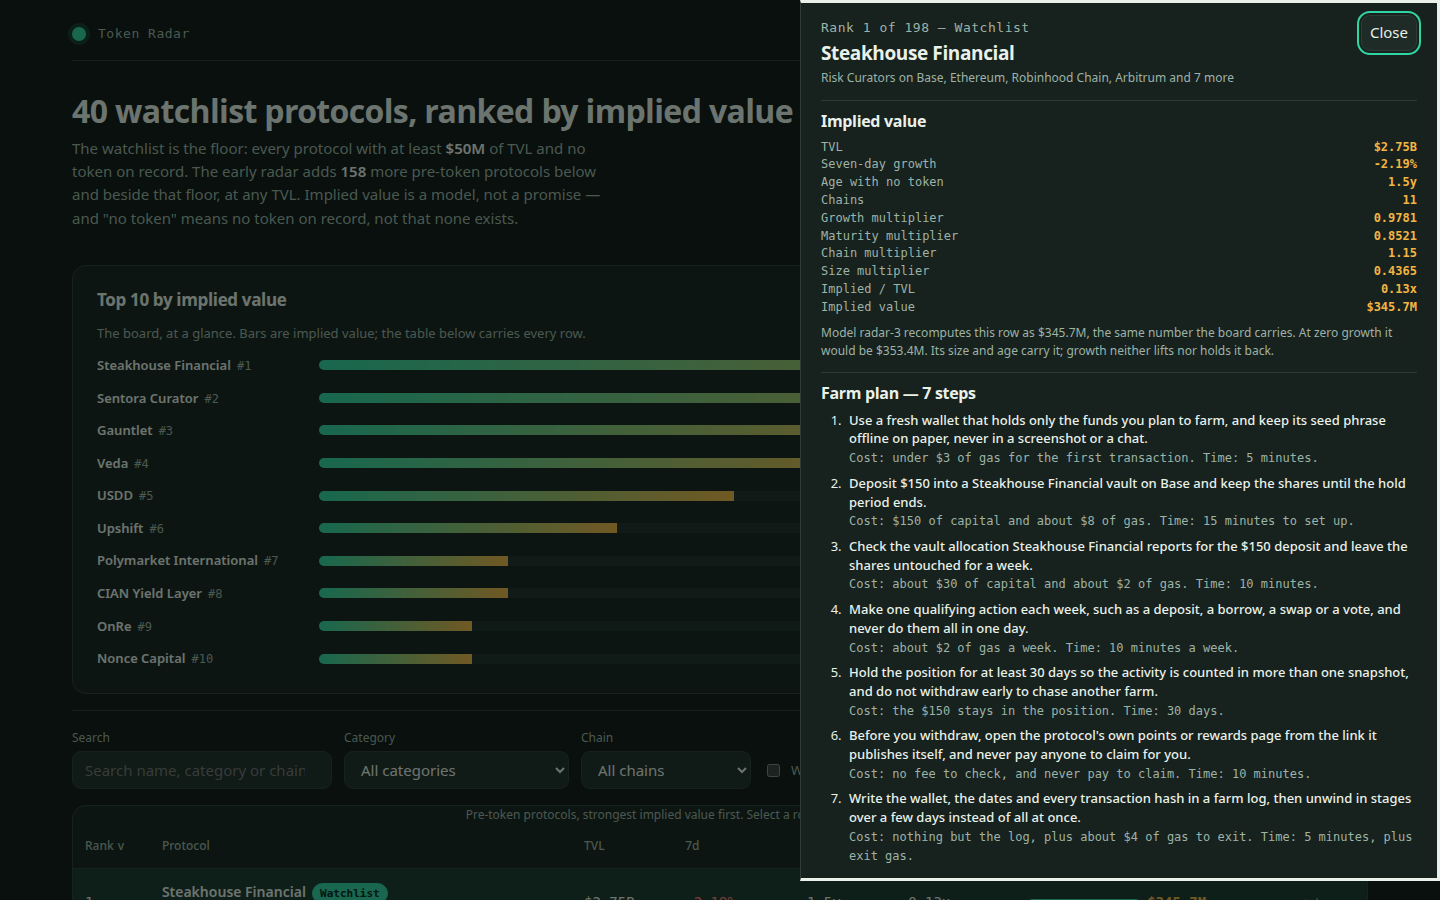 Token Radar
40 watchlist protocols, ranked by implied value
The watchlist is the floor: every protocol with at least $50M of TVL and no
token on record. The early radar adds 158 more pre-token protocols below
and beside that floor, at any TVL. Implied value is a model, not a promise —
and "no token" means no token on record, not that none exists.
Top 10 by implied value
The board, at a glance. Bars are implied value; the table below carries every row.
Steakhouse Financial #1
Sentora Curator #2
Gauntlet #3
Veda #4
USDD #5
Upshift #6
Polymarket International #7
CIAN Yield Layer #8
OnRe #9
Nonce Capital #10
Search Category Chain
Search name, category or chain All categories All chains W
Pre-token protocols, strongest implied value first. Select a
Rank v Protocol TVL 7d
Steakhouse Financial Watchlist
Rank 1 of 198 — Watchlist
Close
Steakhouse Financial
Risk Curators on Base, Ethereum, Robinhood Chain, Arbitrum and 7 more
Implied value
TVL $2.75B
Seven-day growth -2.19%
Age with no token 1.5y
Chains 11
Growth multiplier 0.9781
Maturity multiplier 0.8521
Chain multiplier 1.15
Size multiplier 0.4365
Implied / TVL 0.13x
Implied value $345.7M
Model radar-3 recomputes this row as $345.7M, the same number the board carries. At zero growth it
would be $353.4M. Its size and age carry it; growth neither lifts nor holds it back.
Farm plan — 7 steps
1. Use a fresh wallet that holds only the funds you plan to farm, and keep its seed phrase
offline on paper, never in a screenshot or a chat.
Cost: under $3 of gas for the first transaction. Time: 5 minutes.
2. Deposit $150 into a Steakhouse Financial vault on Base and keep the shares until the hold
period ends.
Cost: $150 of capital and about $8 of gas. Time: 15 minutes to set up.
3. Check the vault allocation Steakhouse Financial reports for the $150 deposit and leave the
shares untouched for a week.
Cost: about $30 of capital and about $2 of gas. Time: 10 minutes.
4. Make one qualifying action each week, such as a deposit, a borrow, a swap or a vote, and
never do them all in one day.
Cost: about $2 of gas a week. Time: 10 minutes a week.
5. Hold the position for at least 30 days so the activity is counted in more than one snapshot,
and do not withdraw early to chase another farm.
Cost: the $150 stays in the position. Time: 30 days.
6. Before you withdraw, open the protocol's own points or rewards page from the link it
publishes itself, and never pay anyone to claim for you.
Cost: no fee to check, and never pay to claim. Time: 10 minutes.
7. Write the wallet, the dates and every transaction hash in a farm log, then unwind in stages
over a few days instead of all at once.
Cost: nothing but the log, plus about $4 of gas to exit. Time: 5 minutes, plus
exit gas.